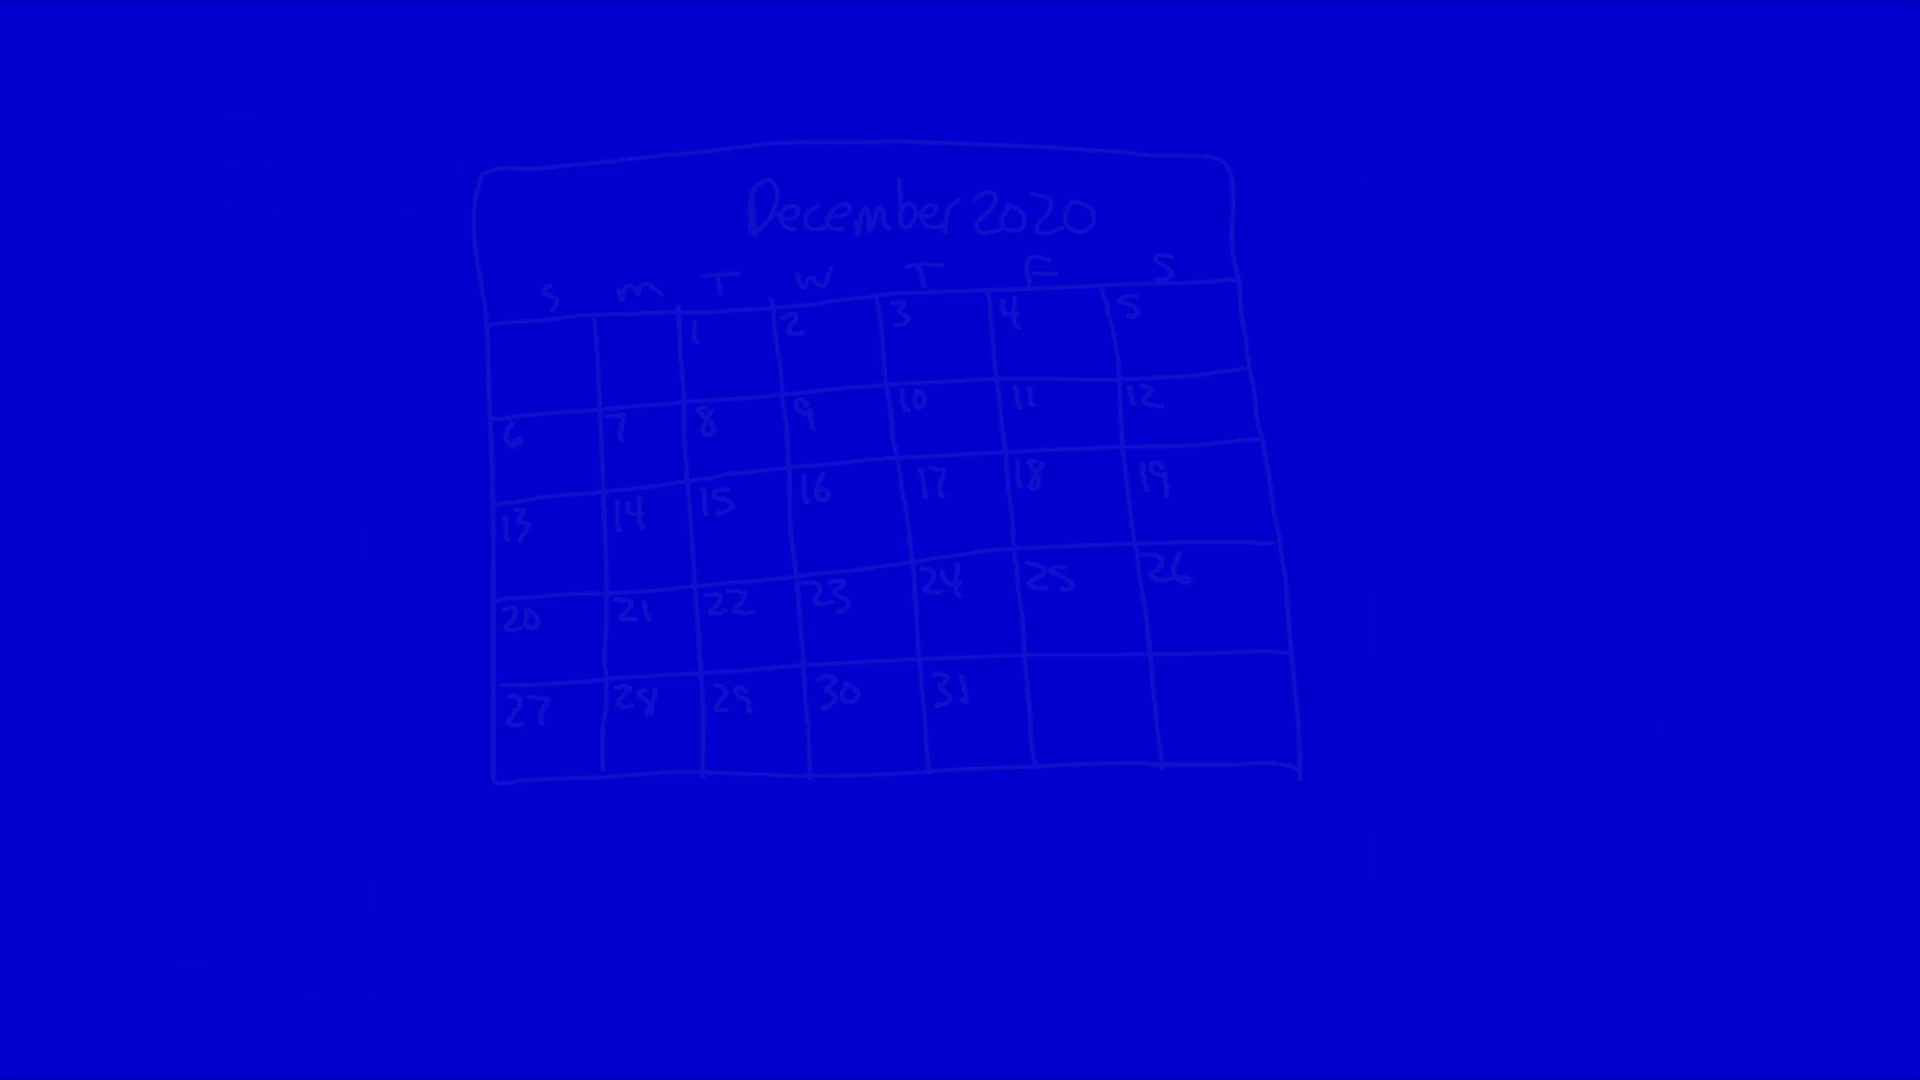 December 2020
S M T W T F S
1 2 3 4 5
6 7 8 9 10 11 12
13 14 15 16 17 18 19
20 21 22 23 24 25 26
27 28 29 30 31